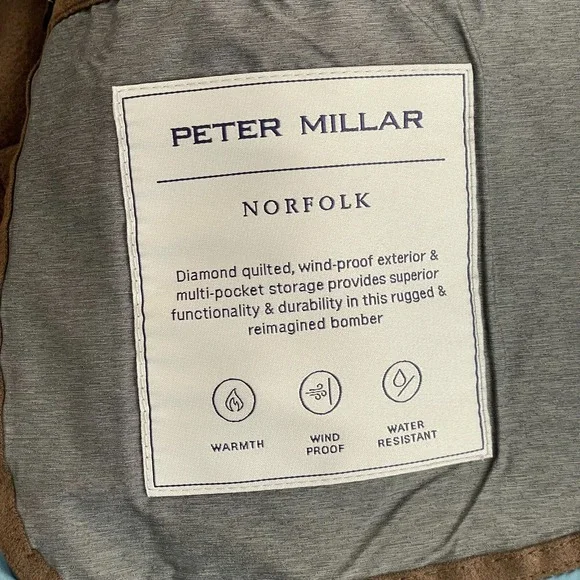 PETER MILLAR
NORFOLK
Diamond quilted, wind-proof exterior &
multi-pocket storage provides superior
functionality & durability in this rugged &
reimagined bomber
WARMTH
WIND
PROOF
WATER
RESISTANT